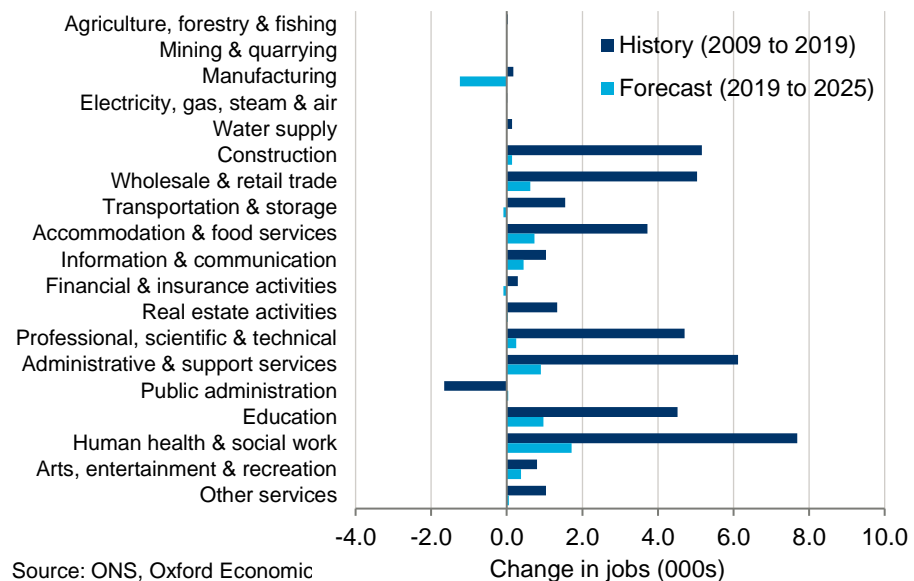 Agriculture, forestry & fishing
Mining & quarrying
Manufacturing
Electricity, gas, steam & air
Water supply
Construction
Wholesale & retail trade
Transportation & storage
Accommodation & food services
Information & communication
Financial & insurance activities
Real estate activities
Professional, scientific & technical
Administrative & support services
Public administration
Education
Human health & social work
Arts, entertainment & recreation
Other services
History (2009 to 2019)
Forecast (2019 to 2025)
-4.0 -2.0 0.0 2.0 4.0 6.0 8.0 10.0
Change in jobs (000s)
Source: ONS, Oxford Economic